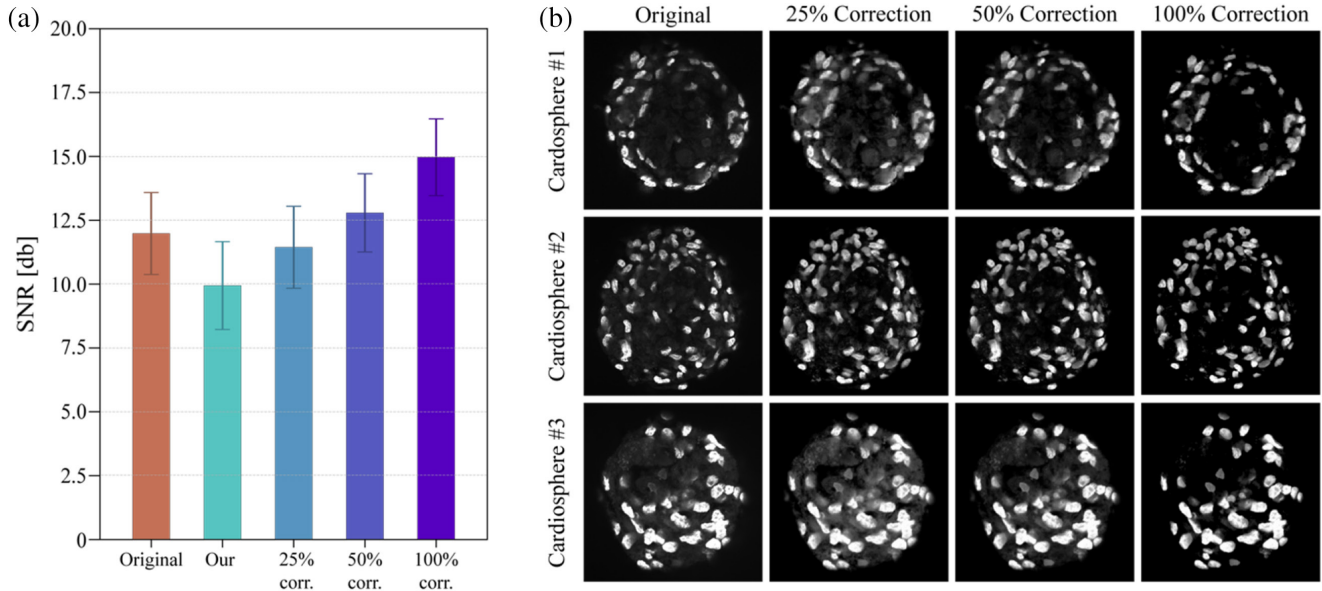 (a)
20.0
17.5
15.0
12.5
10.0
7.5
5.0
2.5
0
SNR [db]
Original
Our
25%
corr.
50%
corr.
100%
corr.
(b)
Original
25% Correction
50% Correction
100% Correction
Cardosphere #1
Cardiosphere #2
Cardiosphere #3